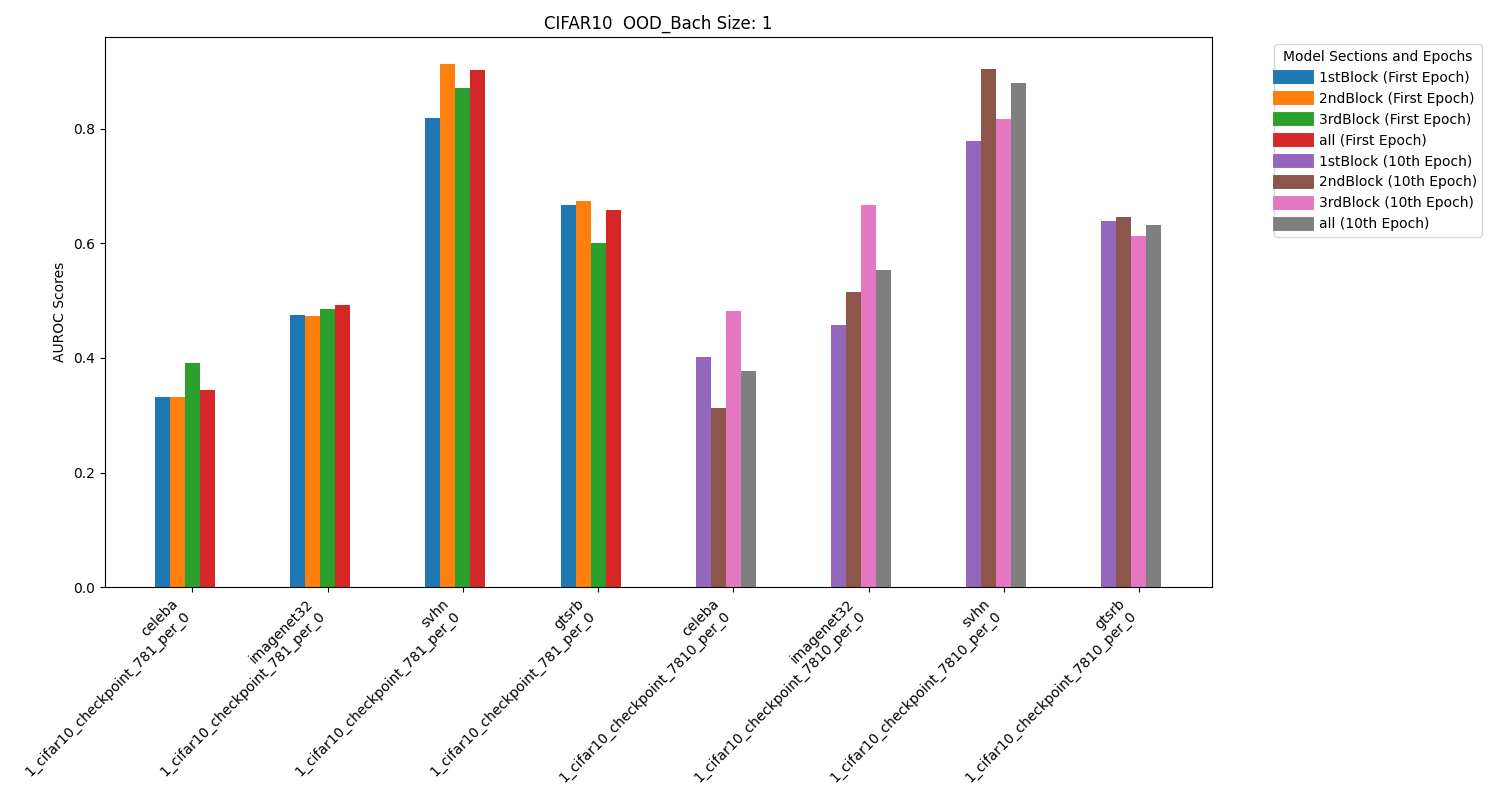 CIFAR10  OOD_Bach Size: 1
AUROC Scores
0.8
0.6
0.4
0.2
0.0
celeba
1_cifar10_checkpoint_781_per_0
imagenet32
1_cifar10_checkpoint_781_per_0
svhn
1_cifar10_checkpoint_781_per_0
gtsrb
1_cifar10_checkpoint_781_per_0
celeba
1_cifar10_checkpoint_7810_per_0
imagenet32
1_cifar10_checkpoint_7810_per_0
svhn
1_cifar10_checkpoint_7810_per_0
gtsrb
1_cifar10_checkpoint_7810_per_0
Model Sections and Epochs
1stBlock (First Epoch)
2ndBlock (First Epoch)
3rdBlock (First Epoch)
all (First Epoch)
1stBlock (10th Epoch)
2ndBlock (10th Epoch)
3rdBlock (10th Epoch)
all (10th Epoch)